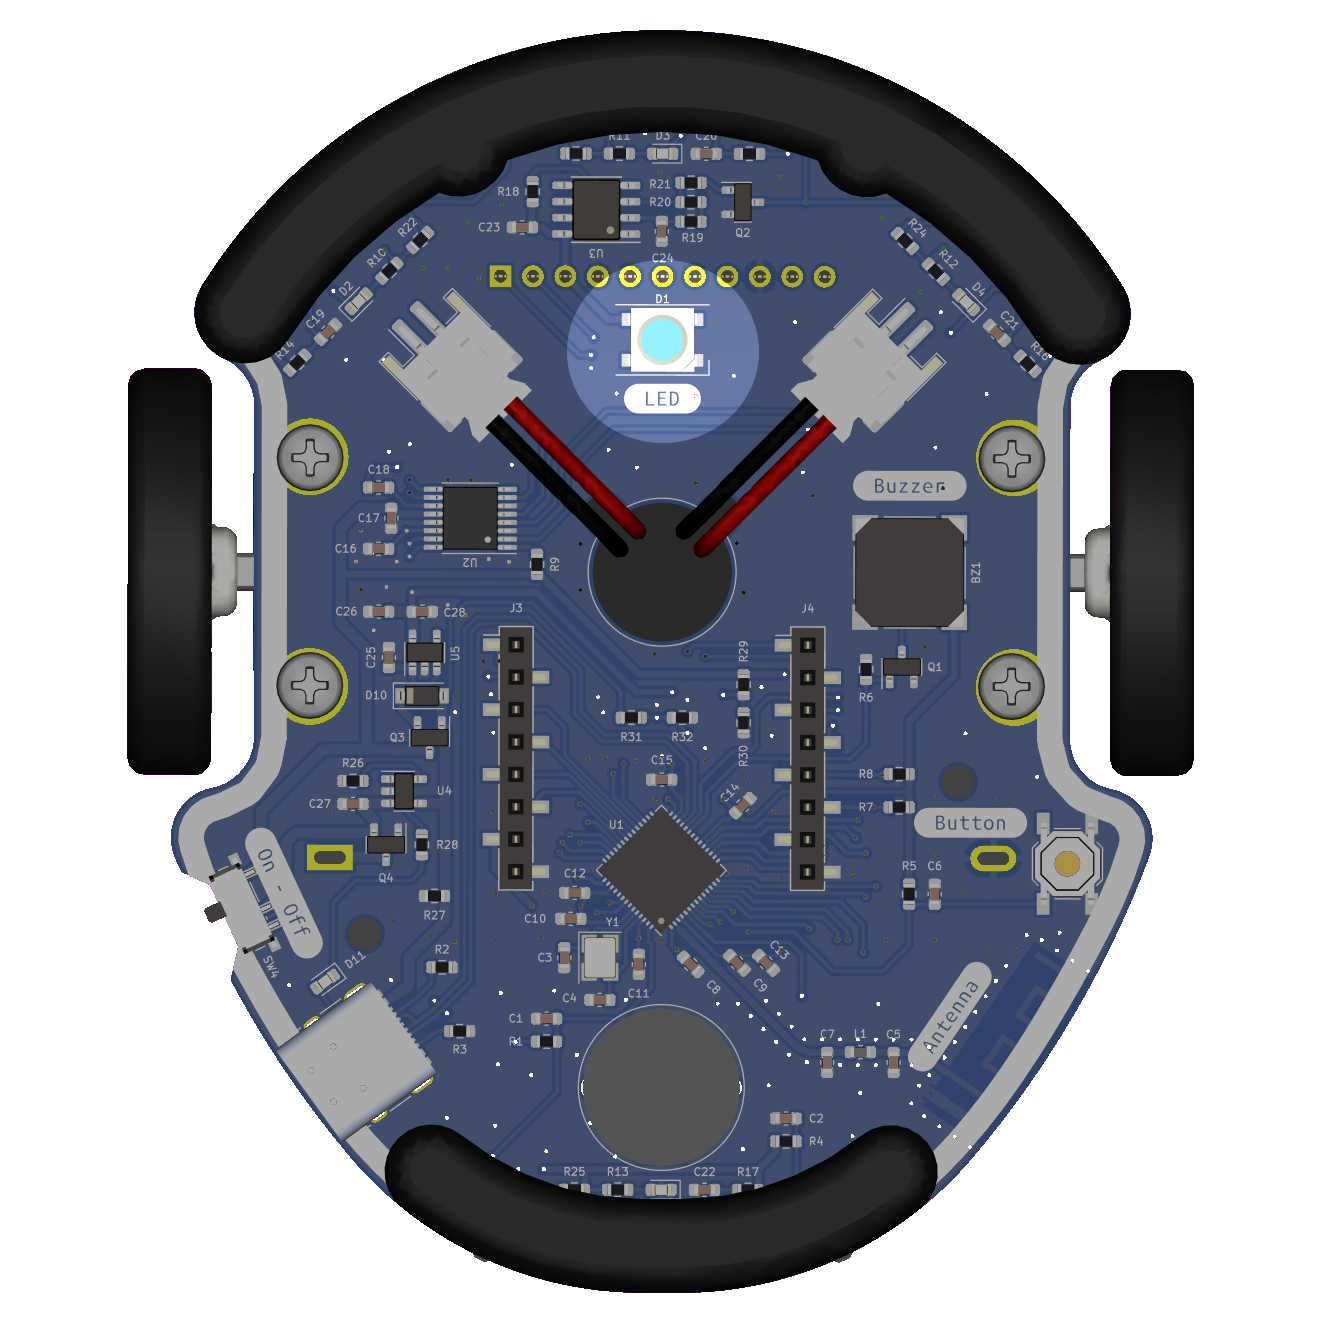 R11 D3 C20
R18 R21
R20
C23 R19 Q2
U3
R22 R24
C24
R10 R12
D1
D2 D4
C19 C21
R14 R16
LED
C18
Buzzer
C17
C16
U2 R9 BZ1
J3 J4
C26 C28
C25 U5 R29
Q1
D10 R6
Q3 R31 R32
R30
R26 C15 R8
C27 U4 C14 R7
U1 Button
R28
On - Off
Q4 C12 R5 C6
R27 C10 Y1
R2 C3 C13
SW4 D11
C4 C11 C8 C9
Antenna
C1
R1 R3
C7 L1 C5
C2
R4
R25 R13 C22 R17